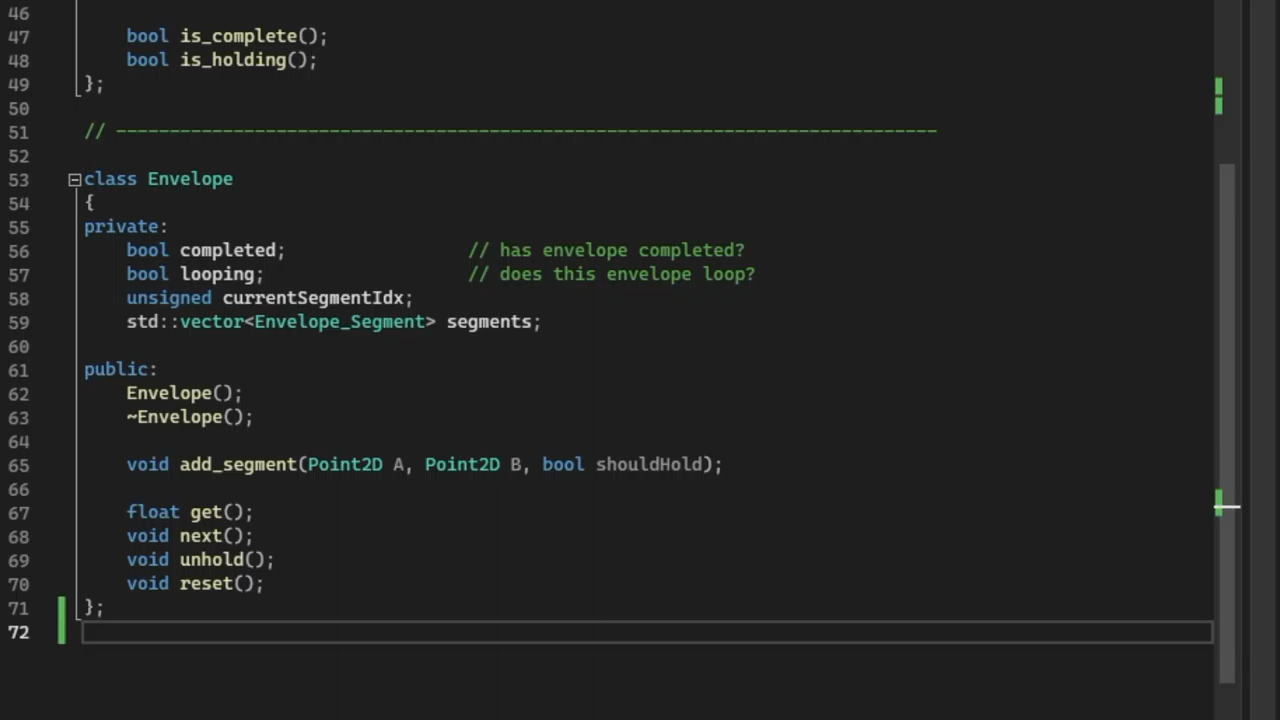 46
47 bool is_complete();
48 bool is_holding();
49 };
50
51 // -----------------------------------------------------------------------------
52
53 class Envelope
54 {
55 private:
56 bool completed; // has envelope completed?
57 bool looping; // does this envelope loop?
58 unsigned currentSegmentIdx;
59 std::vector<Envelope_Segment> segments;
60
61 public:
62 Envelope();
63 ~Envelope();
64
65 void add_segment(Point2D A, Point2D B, bool shouldHold);
66
67 float get();
68 void next();
69 void unhold();
70 void reset();
71 };
72